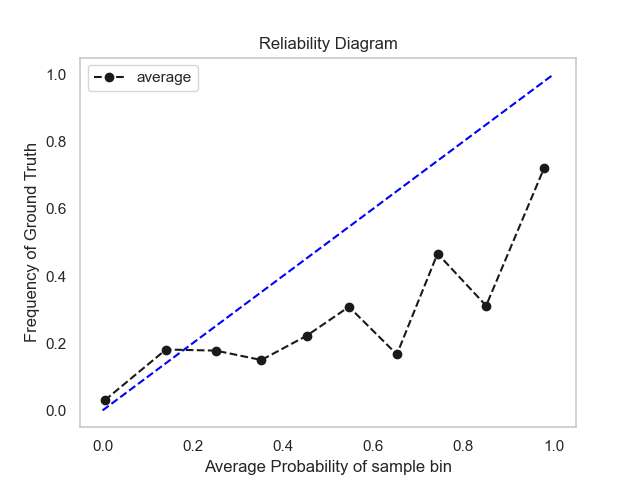 Reliability Diagram
average
Frequency of Ground Truth
1.0
0.8
0.6
0.4
0.2
0.0
0.0 0.2 0.4 0.6 0.8 1.0
Average Probability of sample bin